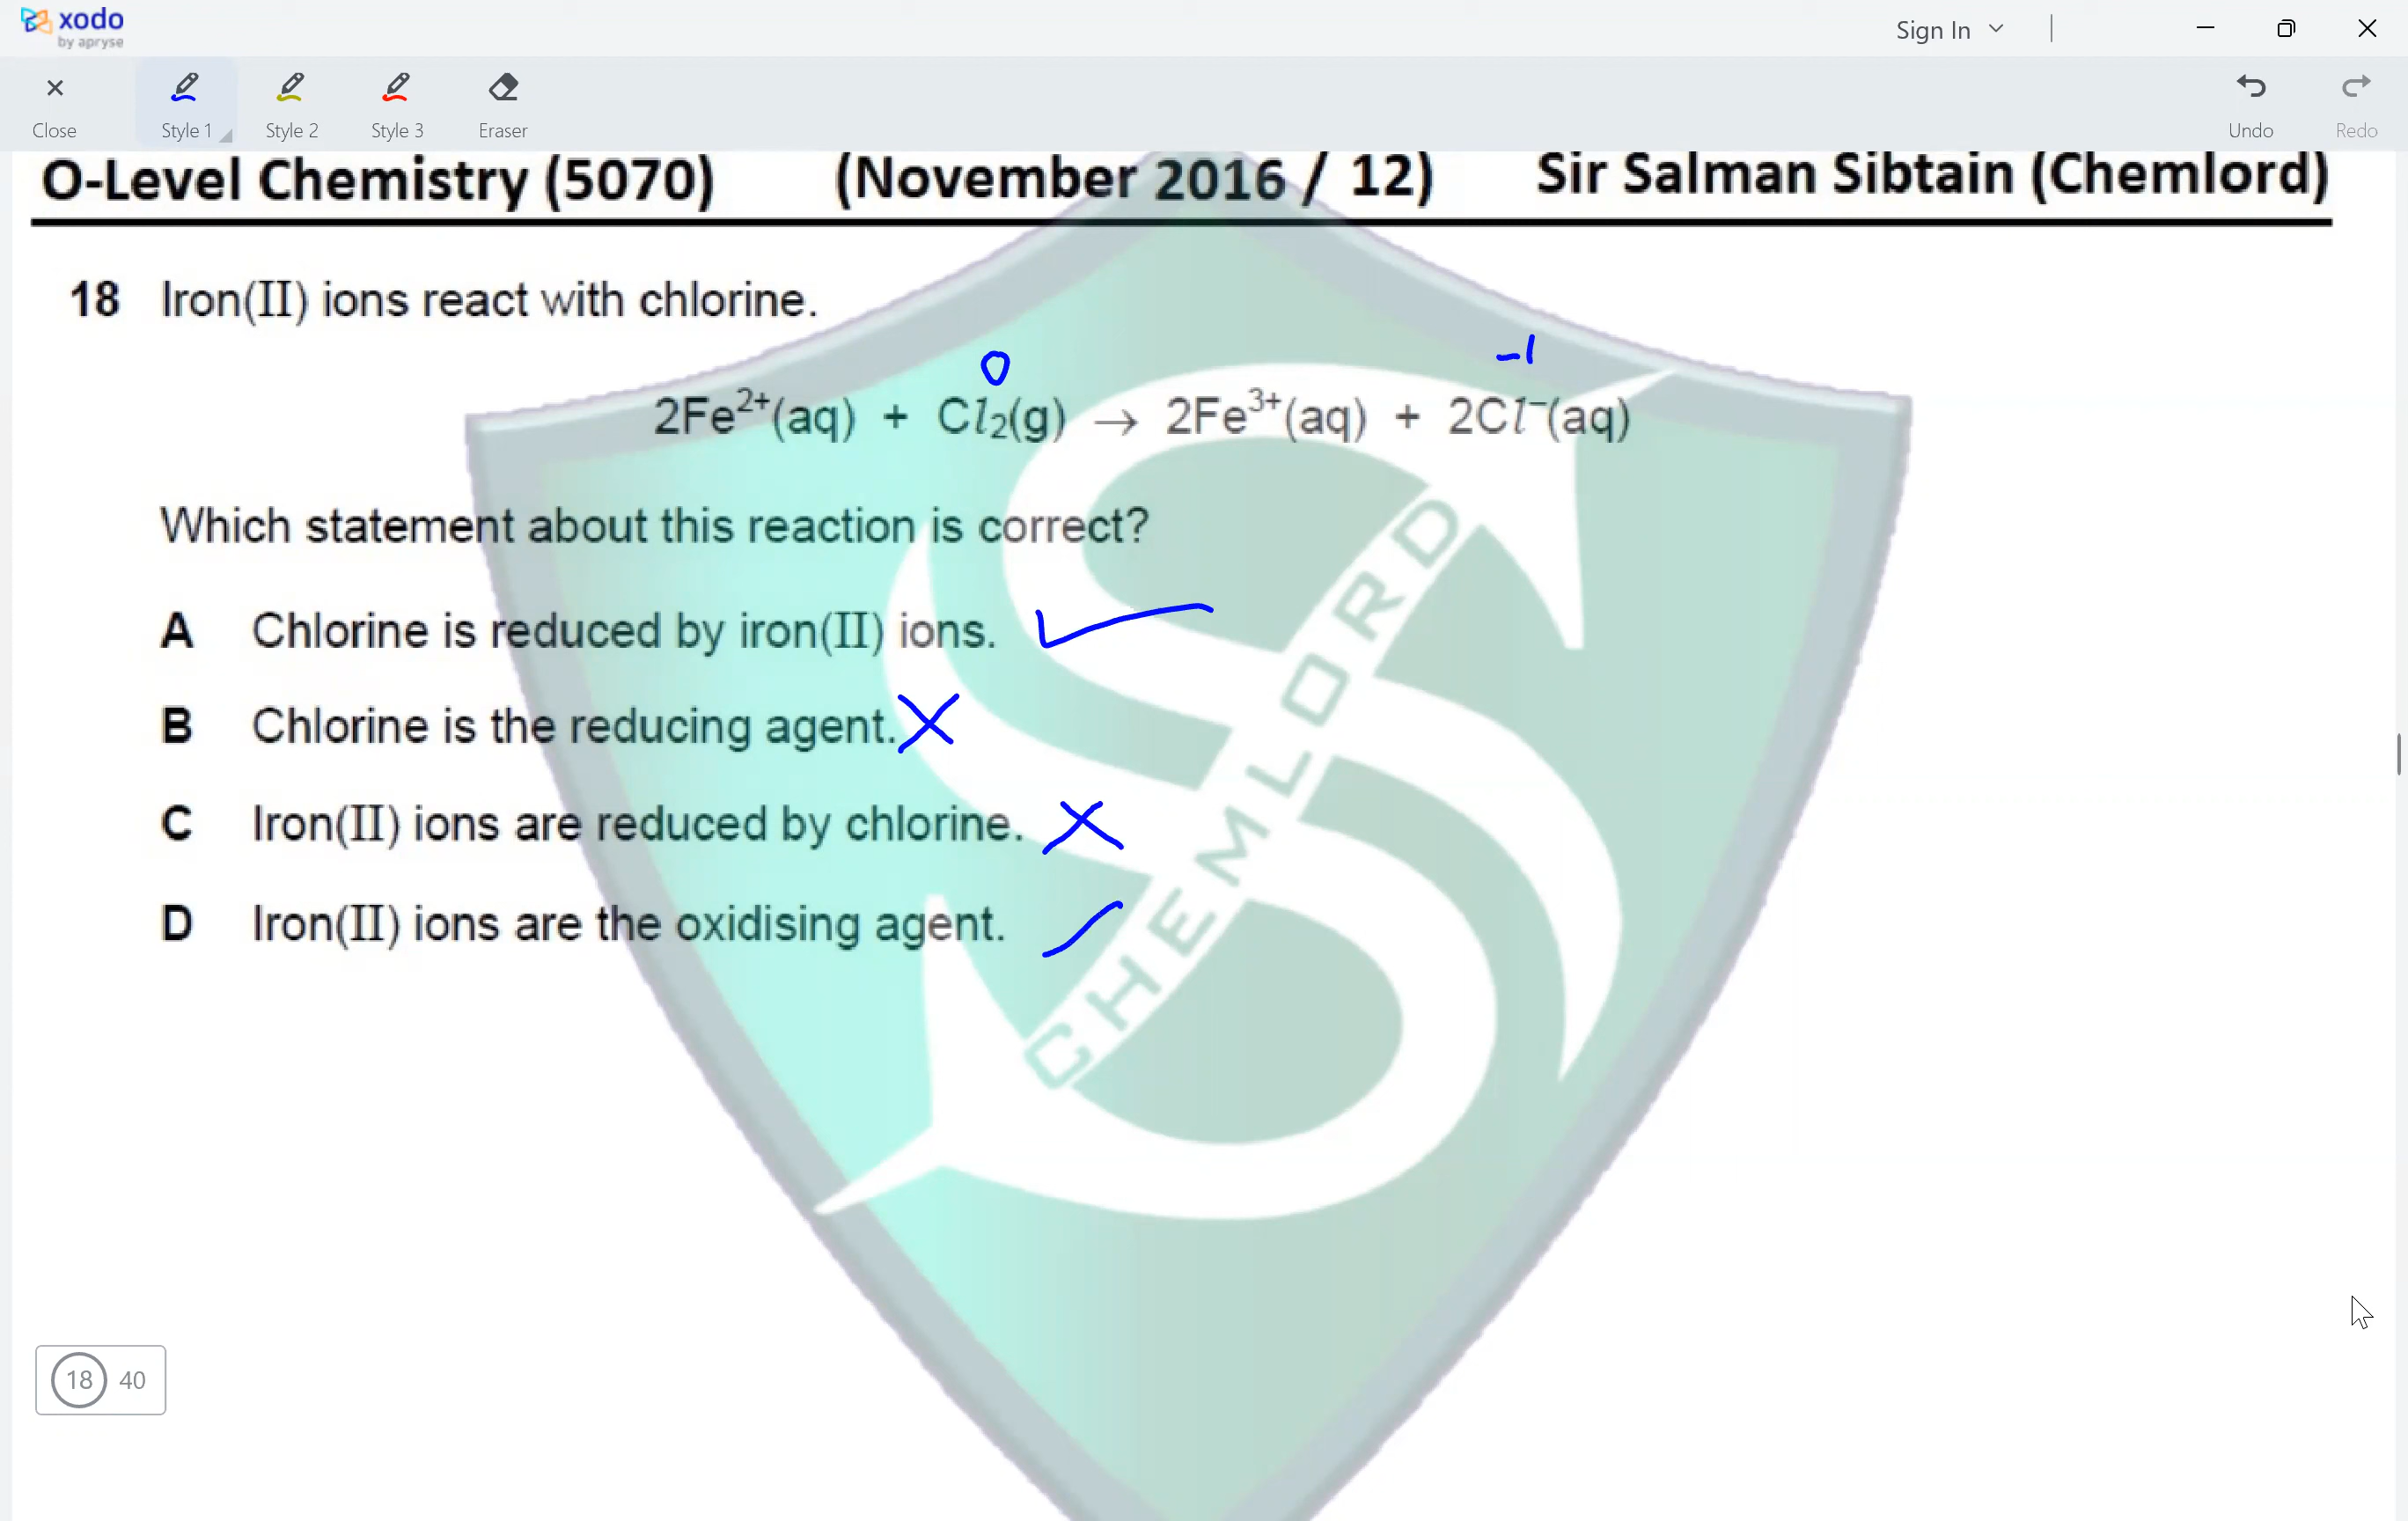 xodo
by apryse
Sign In
Close
Style 1
Style 2
Style 3
Eraser
Undo
Redo
O-Level Chemistry (5070) (November 2016 / 12) Sir Salman Sibtain (Chemlord)
18 Iron(II) ions react with chlorine.
0 -1
2Fe²⁺(aq) + Cl₂(g) → 2Fe³⁺(aq) + 2Cl⁻(aq)
Which statement about this reaction is correct?
A Chlorine is reduced by iron(II) ions.
B Chlorine is the reducing agent.
C Iron(II) ions are reduced by chlorine.
D Iron(II) ions are the oxidising agent.
CHEMLORD
18 40